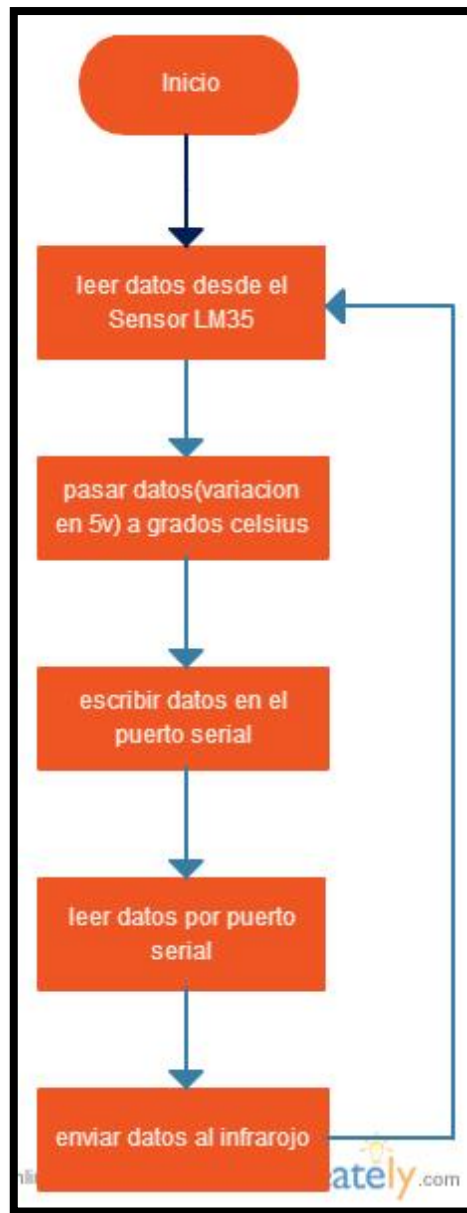 Inicio
leer datos desde el
Sensor LM35
pasar datos(variacion
en 5v) a grados celsius
escribir datos en el
puerto serial
leer datos por puerto
serial
enviar datos al infrarojo
ately.com